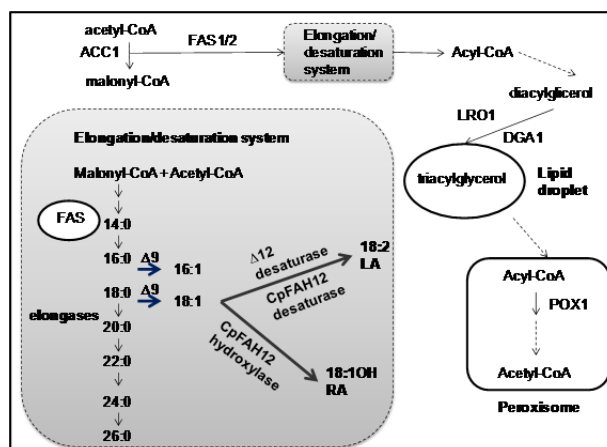 acetyl-CoA
ACC1
malonyl-CoA
FAS1/2
Elongation/
desaturation
system
Acyl-CoA
diacylglicerol
LRO1
DGA1
triacylglycerol
Lipid
droplet
Elongation/desaturation system
Malonyl-CoA + Acetyl-CoA
FAS
14:0
16:0
Δ9
16:1
18:0
Δ9
18:1
elongases
20:0
22:0
24:0
26:0
Δ12
desaturase
CpFAH12
desaturase
18:2
LA
CpFAH12
hydroxylase
18:1OH
RA
Acyl-CoA
POX1
Acetyl-CoA
Peroxisome